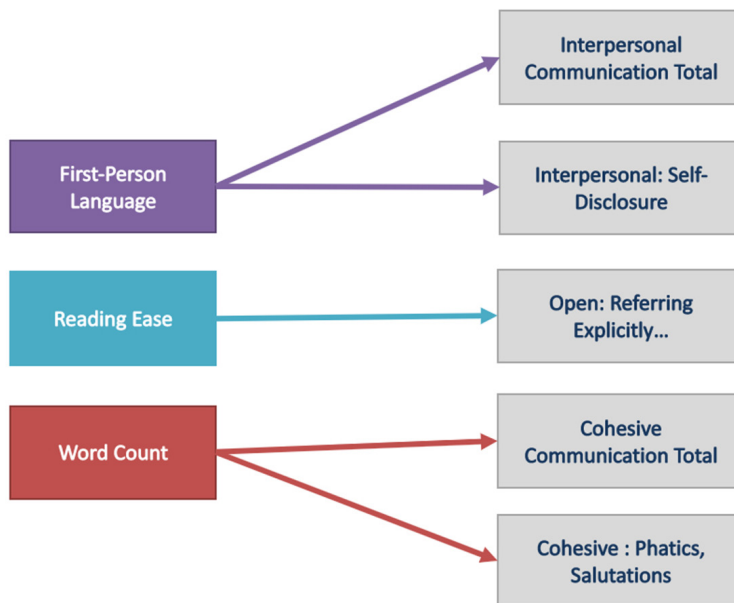 Interpersonal
Communication Total
First-Person
Language
Interpersonal: Self-
Disclosure
Reading Ease
Open: Referring
Explicitly...
Word Count
Cohesive
Communication Total
Cohesive : Phatics,
Salutations